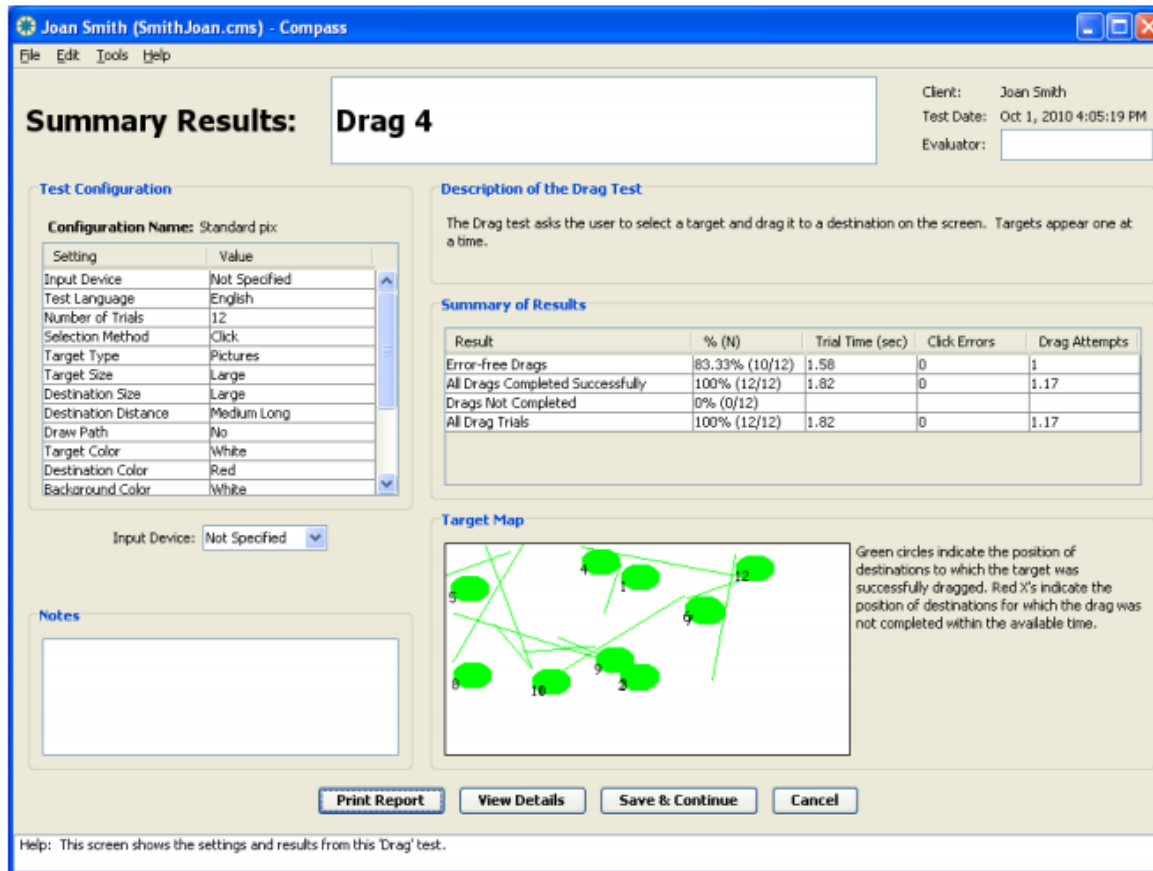 Joan Smith (SmithJoan.cms) - Compass
File Edit Tools Help
Summary Results:
Drag 4
Client: Joan Smith
Test Date: Oct 1, 2010 4:05:19 PM
Evaluator:
Test Configuration
Configuration Name: Standard pix
Setting Value
Input Device Not Specified
Test Language English
Number of Trials 12
Selection Method Click
Target Type Pictures
Target Size Large
Destination Size Large
Destination Distance Medium Long
Draw Path No
Target Color White
Destination Color Red
Background Color White
Input Device: Not Specified
Notes
Description of the Drag Test
The Drag test asks the user to select a target and drag it to a destination on the screen. Targets appear one at
a time.
Summary of Results
Result % (N) Trial Time (sec) Click Errors Drag Attempts
Error-free Drags 83.33% (10/12) 1.58 0 1
All Drags Completed Successfully 100% (12/12) 1.82 0 1.17
Drags Not Completed 0% (0/12)
All Drag Trials 100% (12/12) 1.82 0 1.17
Target Map
4
1
12
5
9
8
Green circles indicate the position of
destinations to which the target was
successfully dragged. Red X's indicate the
position of destinations for which the drag was
not completed within the available time.
Print Report View Details Save & Continue Cancel
Help: This screen shows the settings and results from this 'Drag' test.